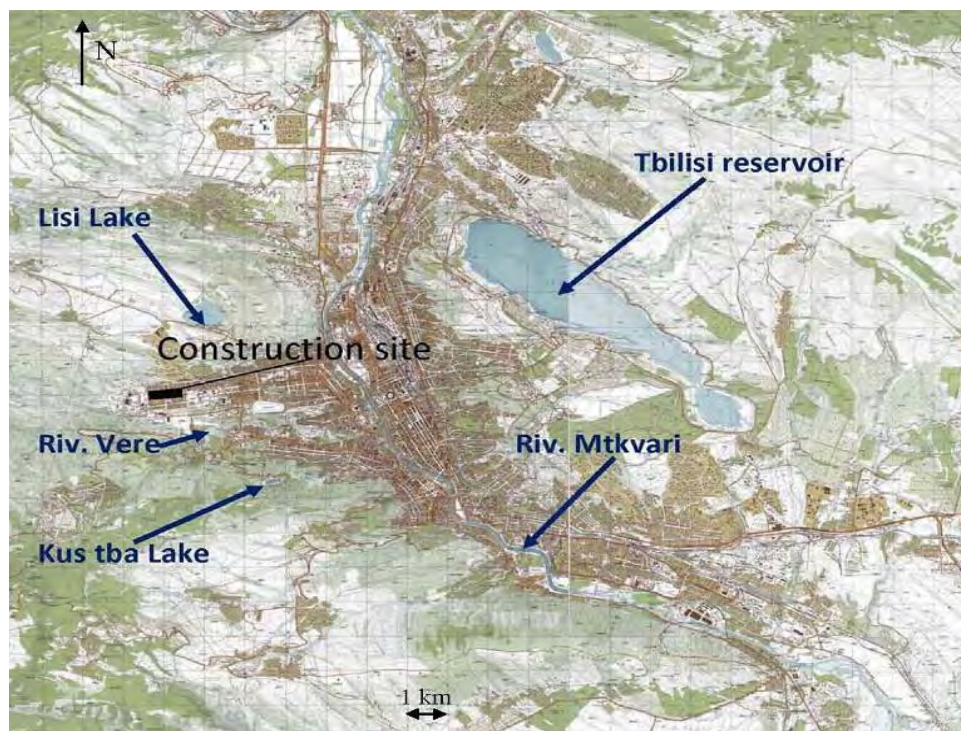 N
Tbilisi reservoir
Lisi Lake
Construction site
Riv. Vere
Riv. Mtkvari
Kus tba Lake
1 km